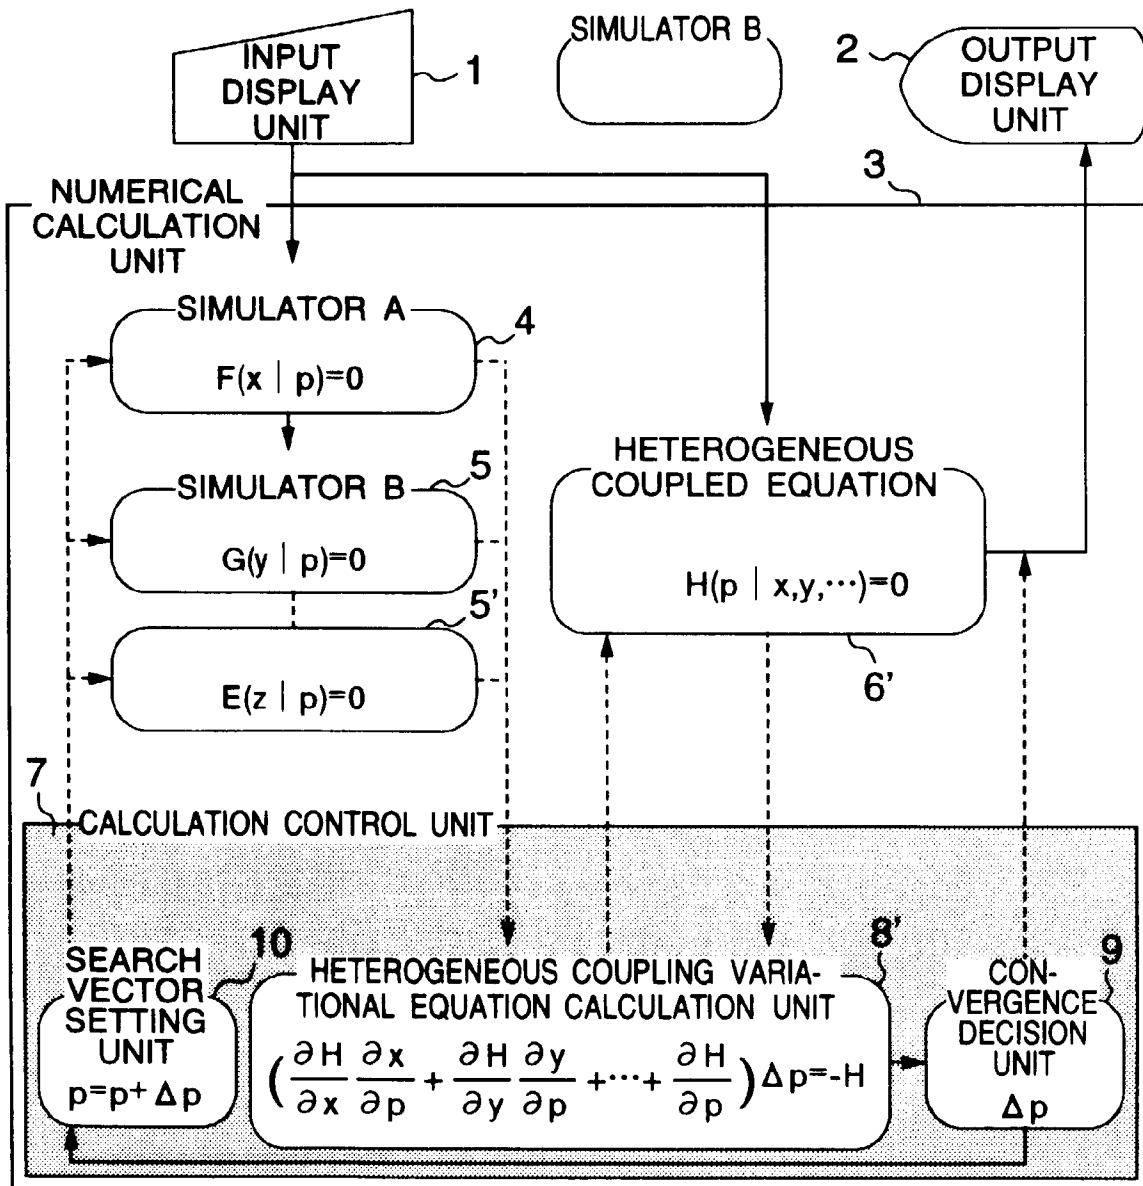 INPUT
DISPLAY
UNIT
1
SIMULATOR B
2
OUTPUT
DISPLAY
UNIT
3
NUMERICAL
CALCULATION
UNIT
SIMULATOR A
4
F(x | p)=0
SIMULATOR B
5
G(y | p)=0
5'
E(z | p)=0
HETEROGENEOUS
COUPLED EQUATION
H(p | x,y,···)=0
6'
7
CALCULATION CONTROL UNIT
SEARCH
VECTOR
SETTING
UNIT
10
p=p+ Δp
HETEROGENEOUS COUPLING VARIA-
TIONAL EQUATION CALCULATION UNIT
8'
(∂H/∂x ∂x/∂p + ∂H/∂y ∂y/∂p +···+ ∂H/∂p) Δp=-H
CON-
VERGENCE
DECISION
UNIT
9
Δp